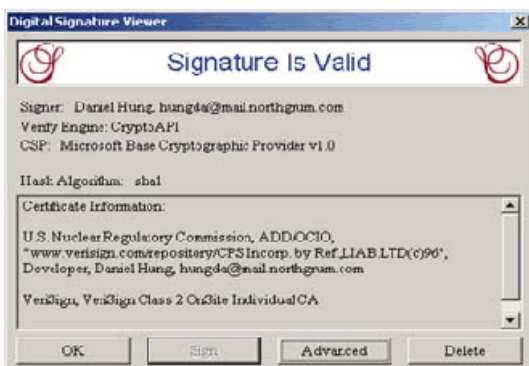 Digital Signature Viewer
Signature Is Valid
Signer: Daniel Hung, hungda@mail.northgrum.com
Verify Engine: CryptoAPI
CSP: Microsoft Base Cryptographic Provider v1.0
Hash Algorithm: sha1
Certificate Information:
U.S. Nuclear Regulatory Commission, ADD/OCIO,
"www.verisign.com/repository/CPS Incorp. by Ref.,LIAB.LTD(c)96",
Developer, Daniel Hung, hungda@mail.northgrum.com
VeriSign, VeriSign Class 2 OnSite Individual CA
OK
Sign
Advanced
Delete